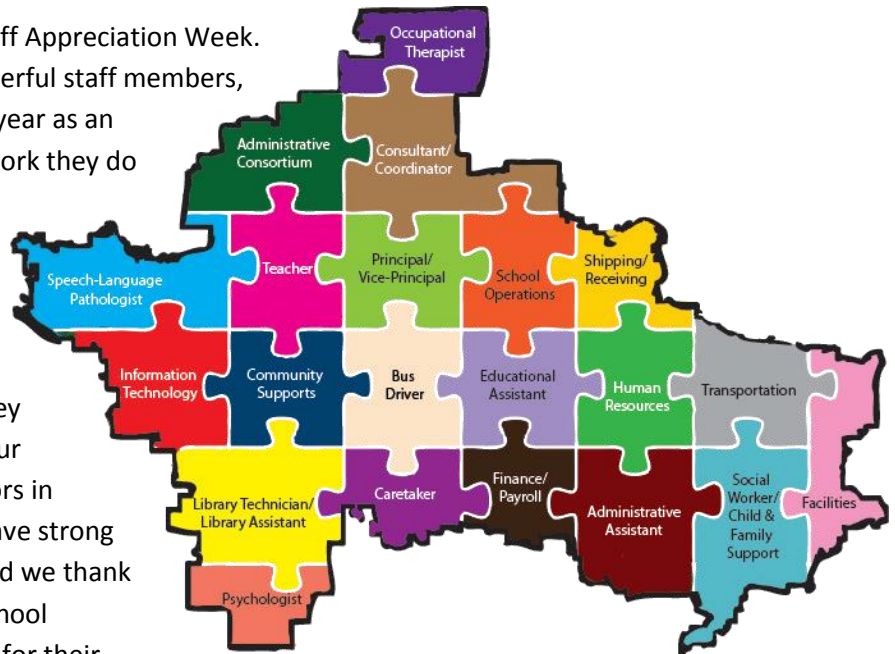 ff Appreciation Week.
erful staff members,
year as an
ork they do
ey
ur
ors in
ave strong
d we thank
hool
for their
Occupational
Therapist
Administrative
Consortium
Consultant/
Coordinator
Speech-Language
Pathologist
Teacher
Principal/
Vice-Principal
School
Operations
Shipping/
Receiving
Information
Technology
Community
Supports
Bus
Driver
Educational
Assistant
Human
Resources
Transportation
Library Technician/
Library Assistant
Caretaker
Finance/
Payroll
Administrative
Assistant
Social
Worker/
Child &
Family
Support
Facilities
Psychologist